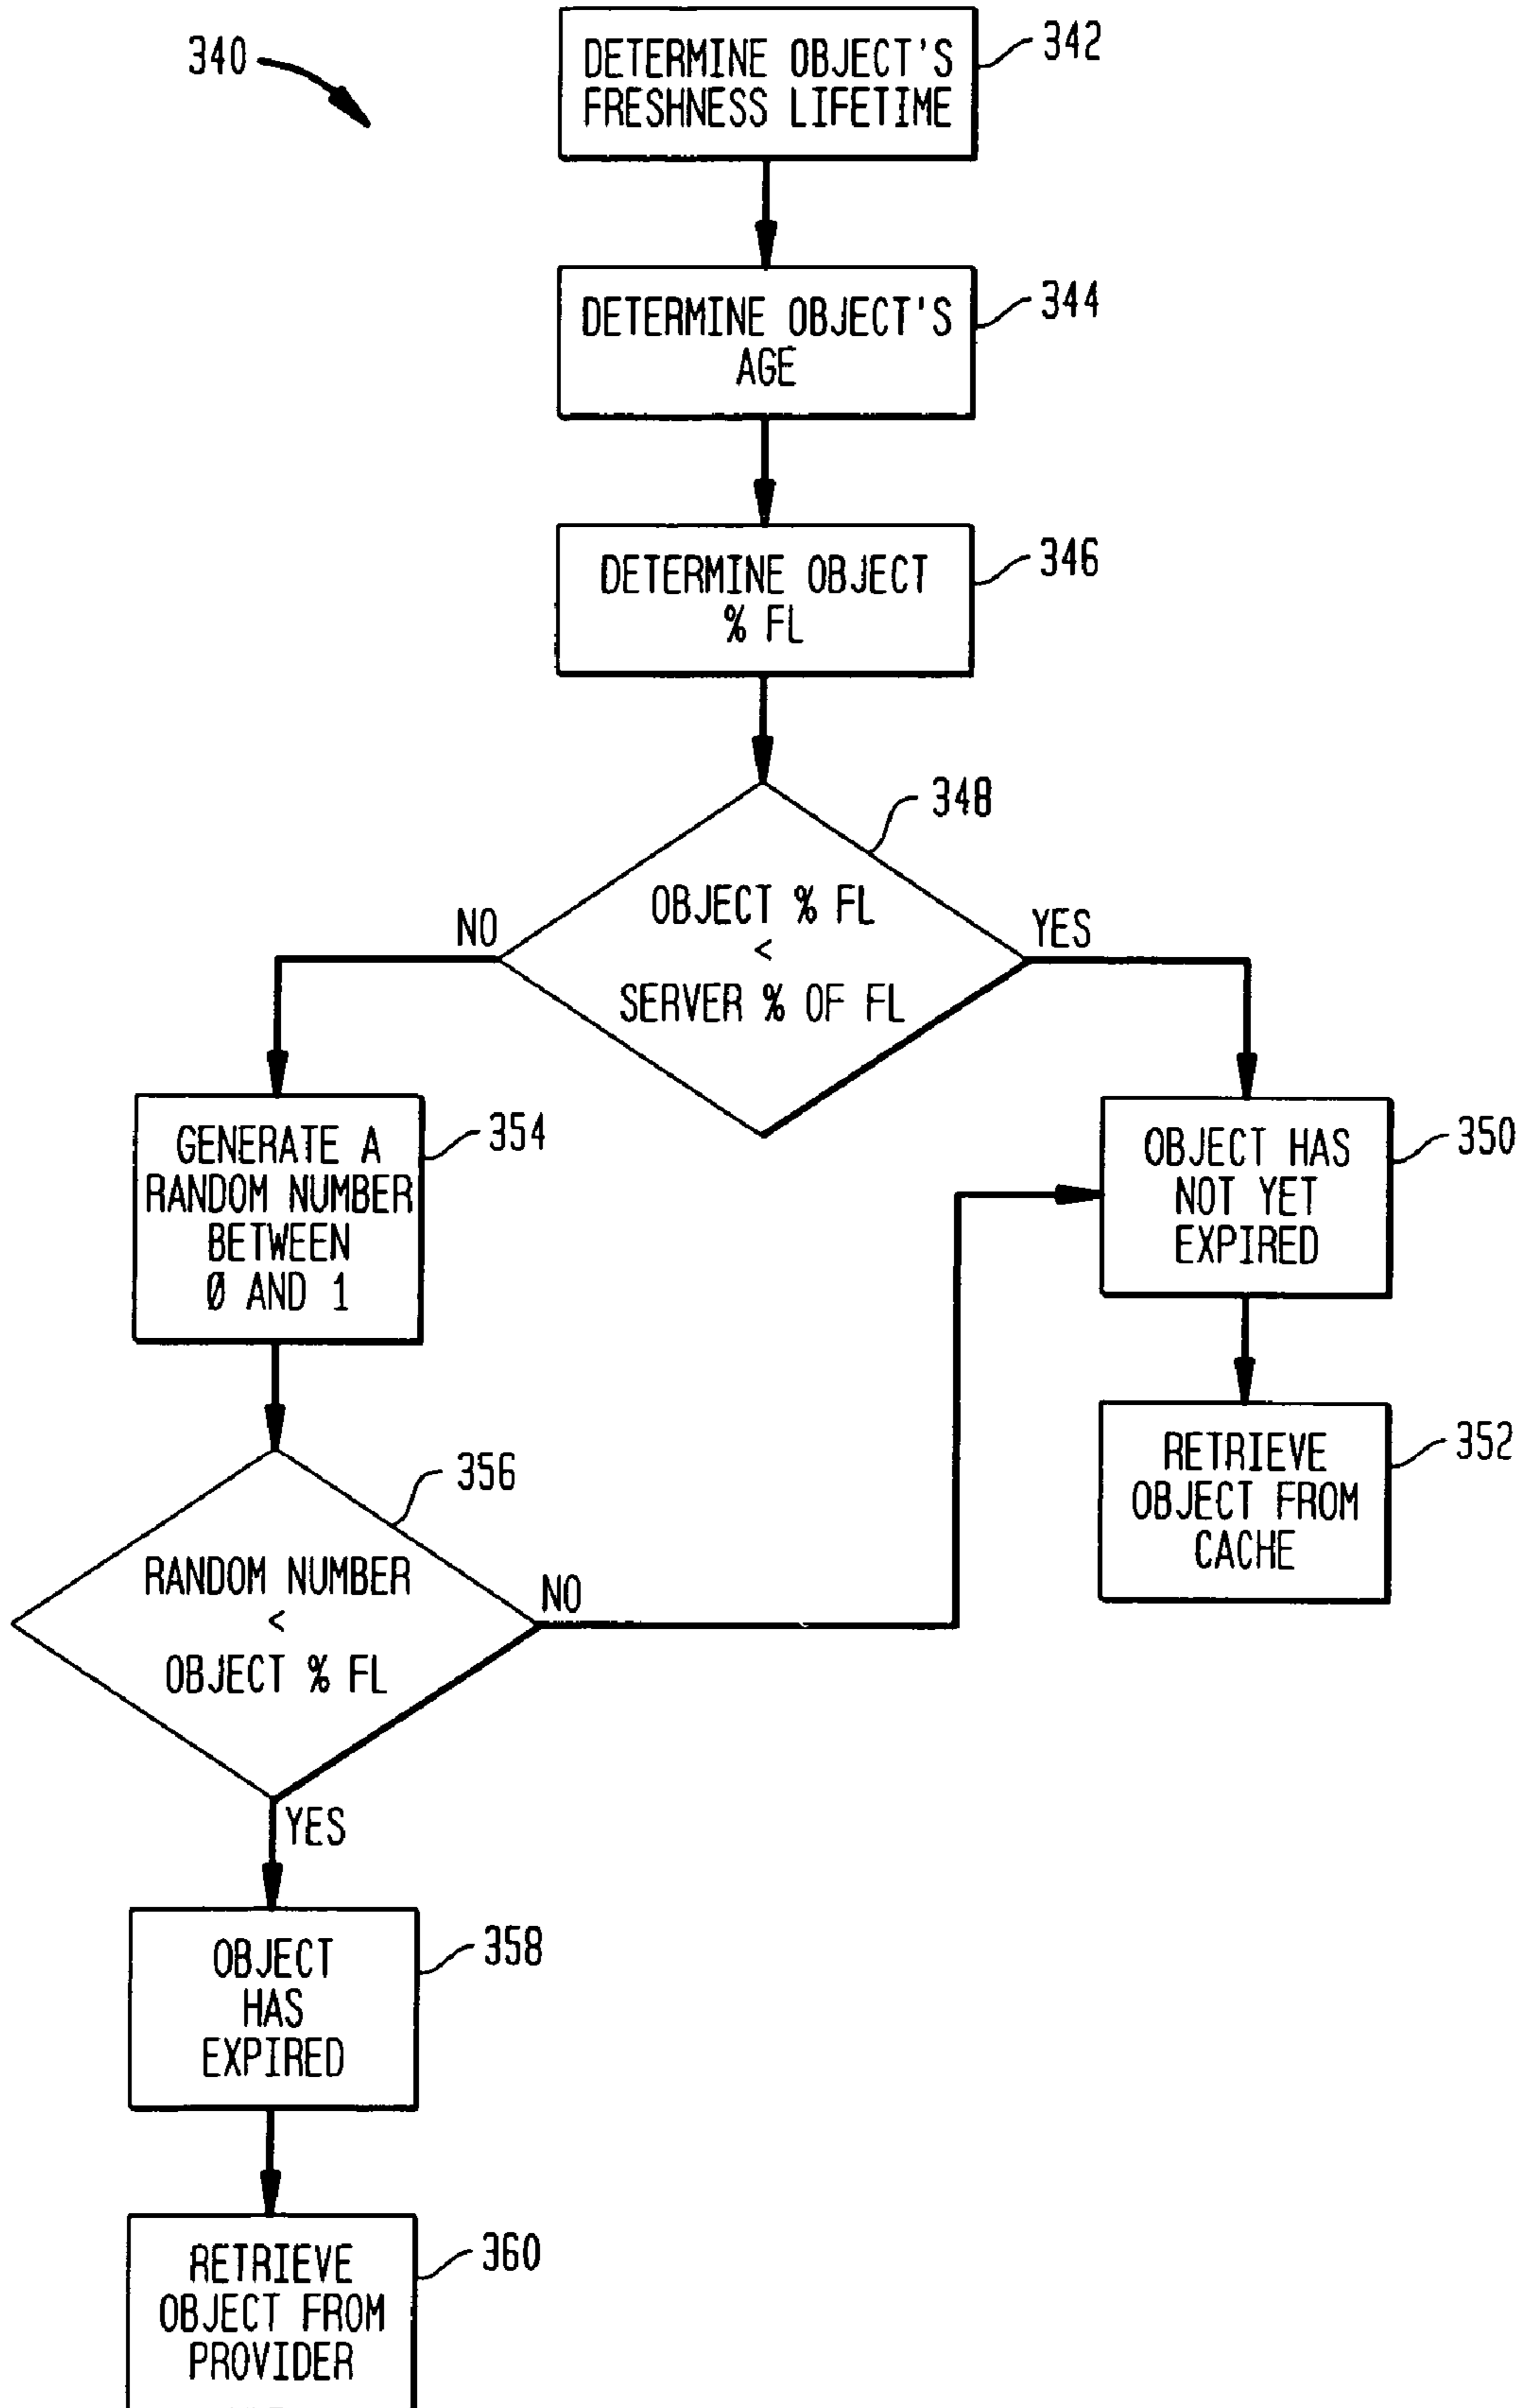 340
DETERMINE OBJECT'S
FRESHNESS LIFETIME
342
DETERMINE OBJECT'S
AGE
344
DETERMINE OBJECT
% FL
346
348
OBJECT % FL
<
SERVER % OF FL
NO
YES
GENERATE A
RANDOM NUMBER
BETWEEN
Ø AND 1
354
OBJECT HAS
NOT YET
EXPIRED
350
RETRIEVE
OBJECT FROM
CACHE
352
356
RANDOM NUMBER
<
OBJECT % FL
NO
YES
OBJECT
HAS
EXPIRED
358
RETRIEVE
OBJECT FROM
PROVIDER
360